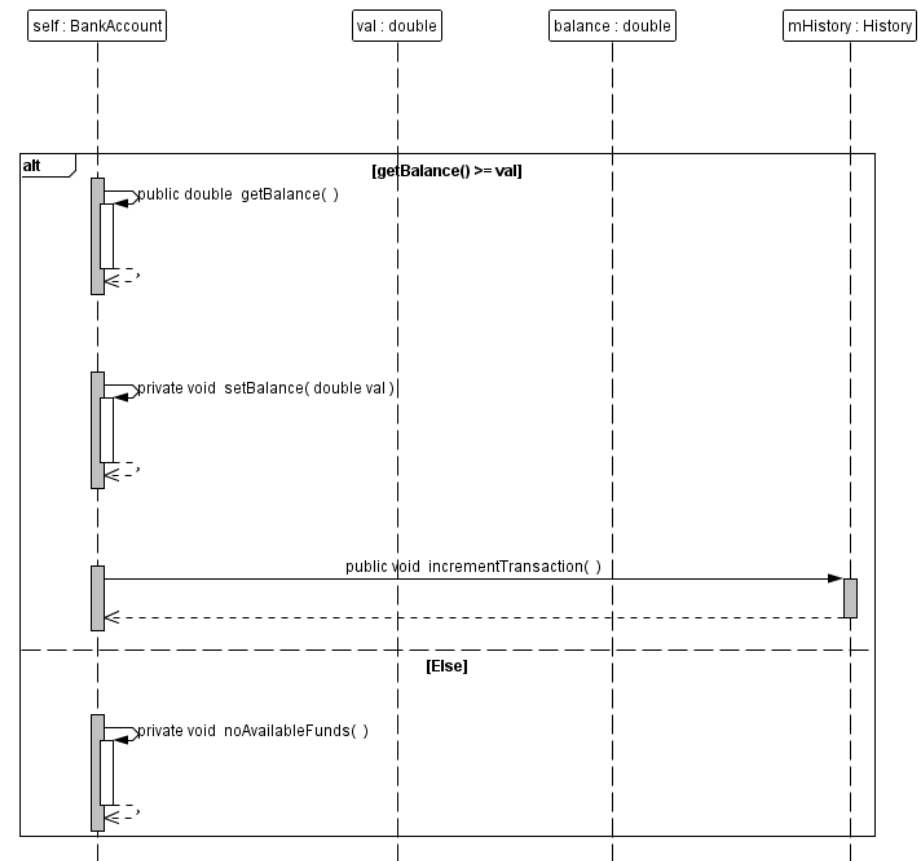 self : BankAccount
val : double
balance : double
mHistory : History
alt
[getBalance() >= val]
public double getBalance( )
private void setBalance( double val )
public void incrementTransaction( )
[Else]
private void noAvailableFunds( )